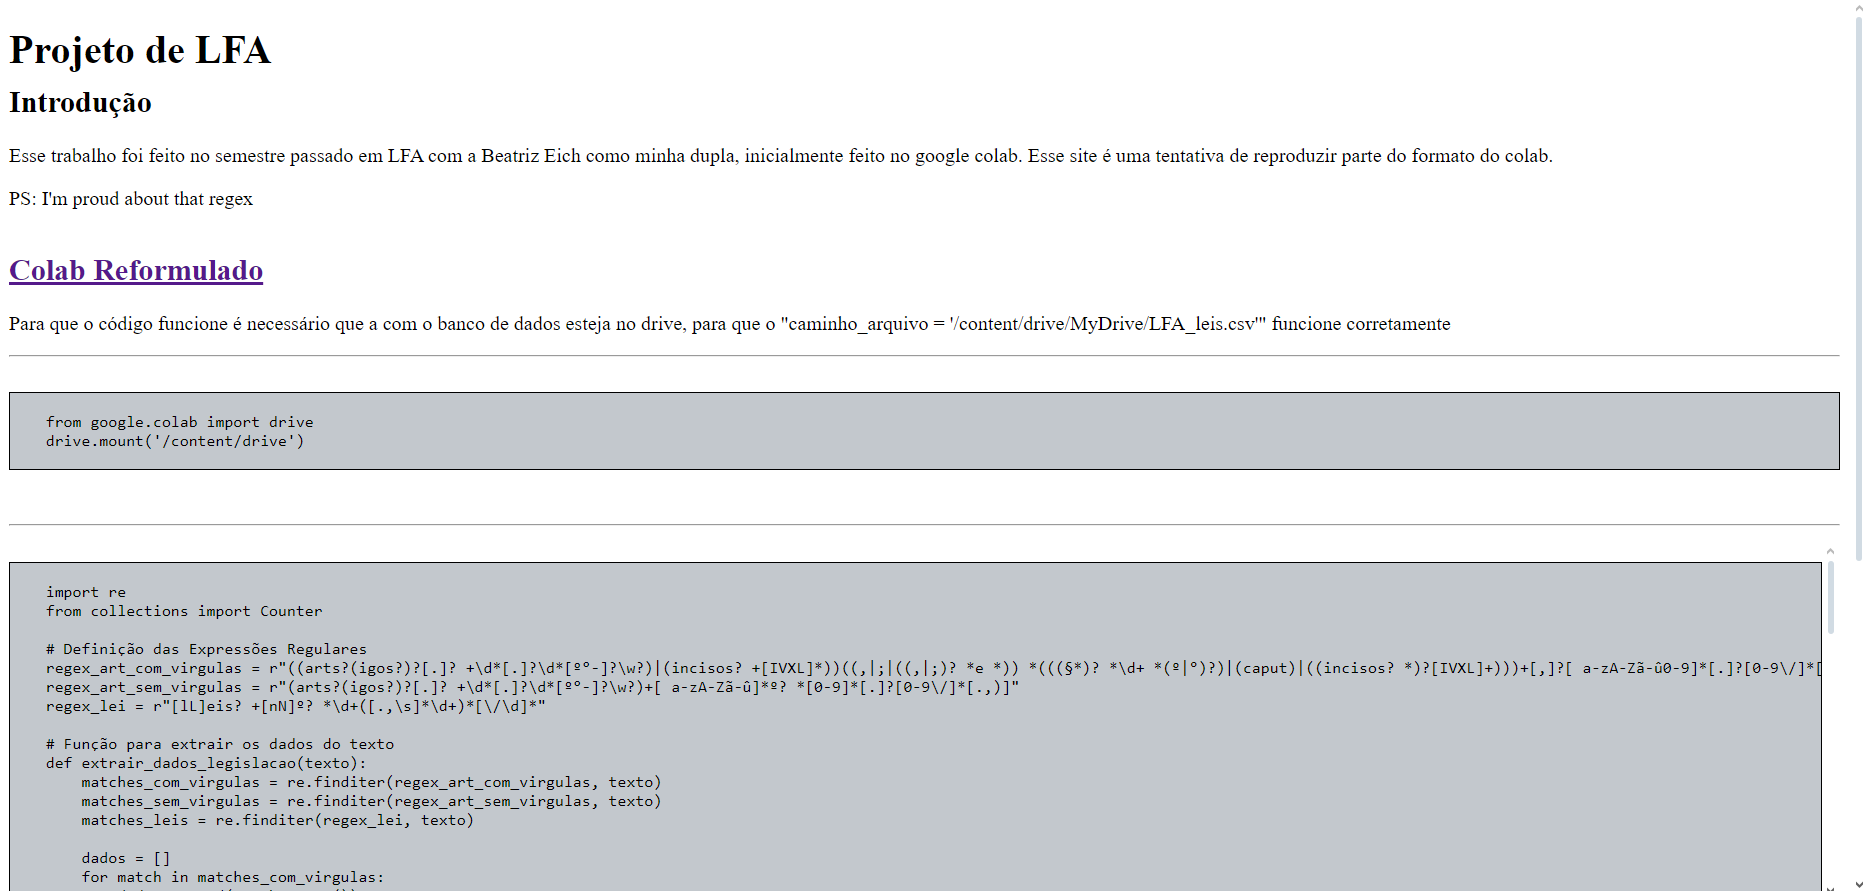 Projeto de LFA
Introdução
Esse trabalho foi feito no semestre passado em LFA com a Beatriz Eich como minha dupla, inicialmente feito no google colab. Esse site é uma tentativa de reproduzir parte do formato do colab.
PS: I'm proud about that regex
Colab Reformulado
Para que o código funcione é necessário que a com o banco de dados esteja no drive, para que o "caminho_arquivo = '/content/drive/MyDrive/LFA_leis.csv'" funcione corretamente
from google.colab import drive
drive.mount('/content/drive')
import re
from collections import Counter
# Definição das Expressões Regulares
regex_art_com_virgulas = r"((arts?(igos?)?[.]? +\d*[.]?\d*[º°-]?\w?)|(incisos? +[IVXL]*))((,|;|((,|;)? *e *)) *(((§*)? *\d+ *(º|°)?)|(caput)|((incisos? *)?[IVXL]+)))+[,]?[ a-zA-Zã-û0-9]*[.]?[0-9\/]*[
regex_art_sem_virgulas = r"(arts?(igos?)?[.]? +\d*[.]?\d*[º°-]?\w?)+[ a-zA-Zã-û]*º? *[0-9]*[.]?[0-9\/]*[.,)]"
regex_lei = r"[lL]eis? +[nN]º? *\d+([.,\s]*\d+)*[\/\d]*"
# Função para extrair os dados do texto
def extrair_dados_legislacao(texto):
matches_com_virgulas = re.finditer(regex_art_com_virgulas, texto)
matches_sem_virgulas = re.finditer(regex_art_sem_virgulas, texto)
matches_leis = re.finditer(regex_lei, texto)
dados = []
for match in matches_com_virgulas: